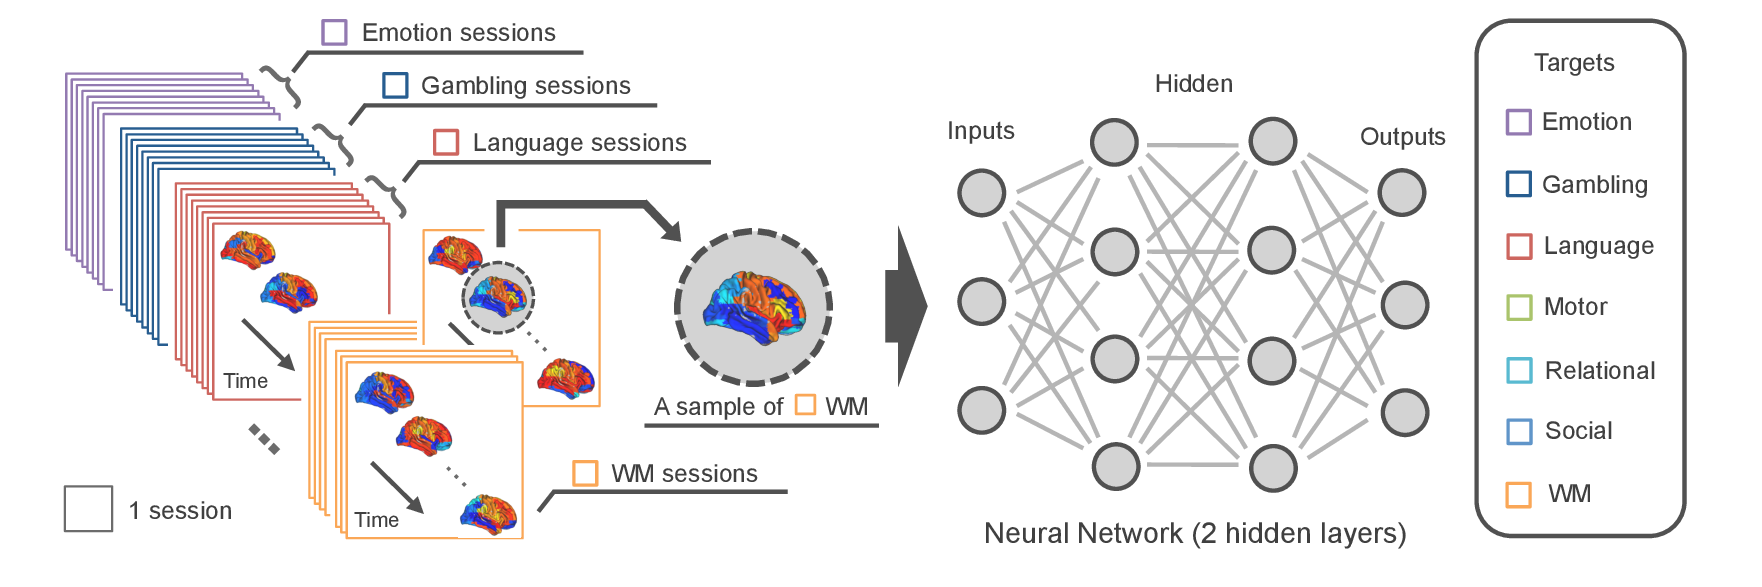 Emotion sessions
Gambling sessions
Language sessions
Time
Time
1 session
WM sessions
A sample of WM
Inputs
Hidden
Outputs
Neural Network (2 hidden layers)
Targets
Emotion
Gambling
Language
Motor
Relational
Social
WM